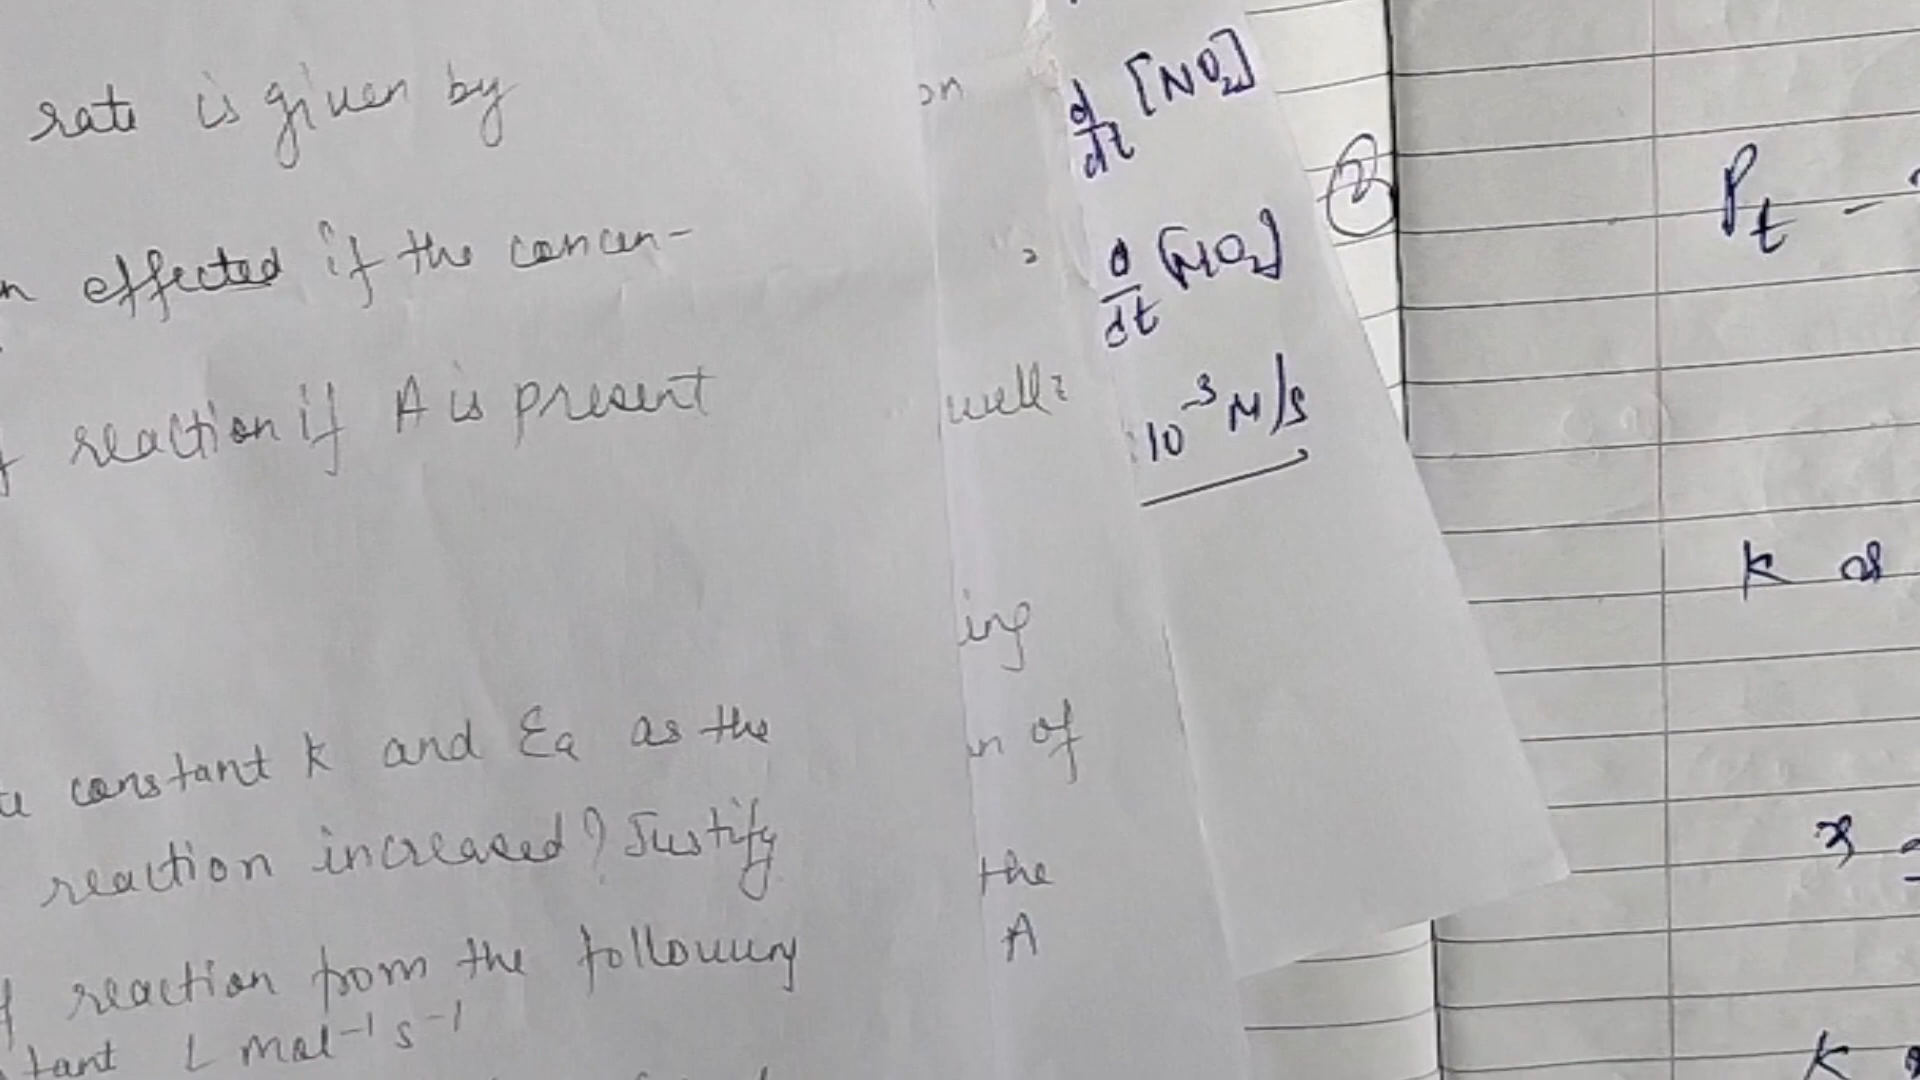 rate is given by
effected if the concen-
reaction if A is present
constant k and Ea as the
reaction increased? Justify
reaction from the following
tant L mol⁻¹ s⁻¹
on
well?
ing
of
the
A
d/dt [NO₂]
d/dt [NO₂]
10⁻³ M/s
2
Pt -
k as
k